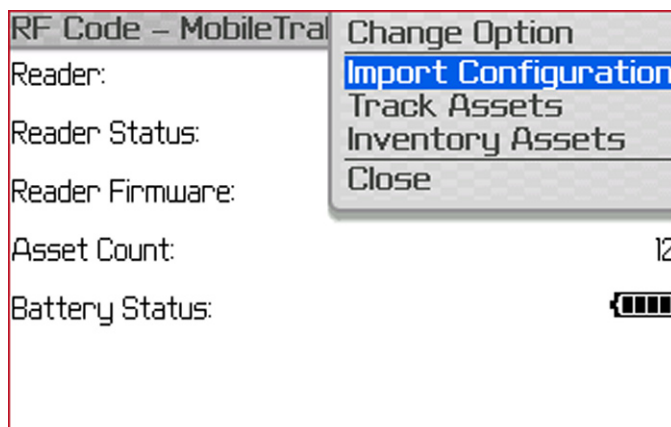 RF Code – MobileTra
Change Option
Import Configuration
Track Assets
Inventory Assets
Close
Reader:
Reader Status:
Reader Firmware:
Asset Count: 12
Battery Status: